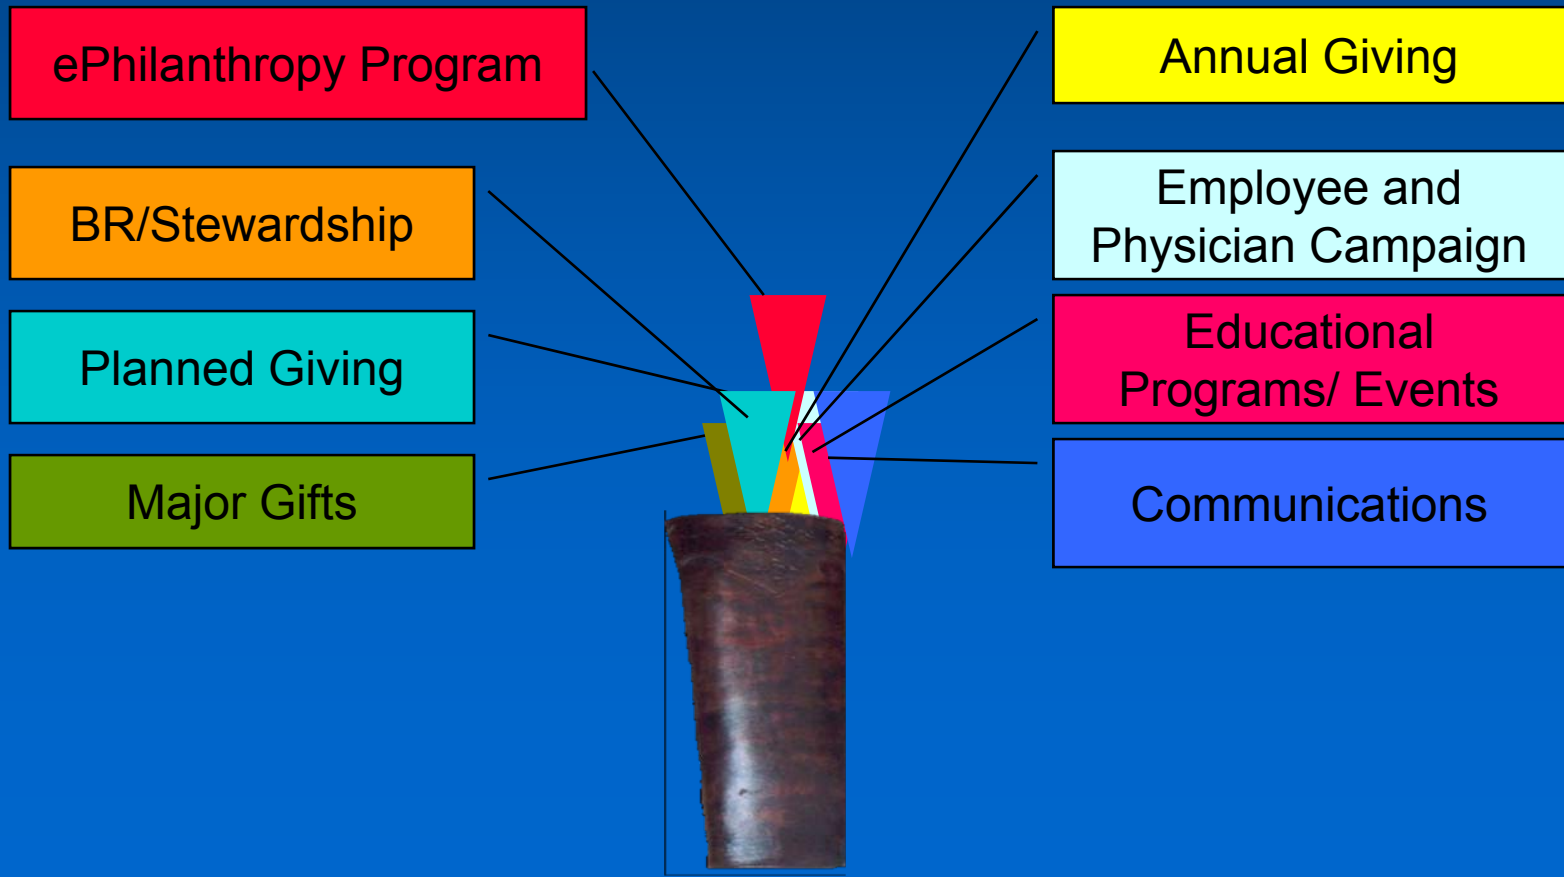 ePhilanthropy Program
BR/Stewardship
Planned Giving
Major Gifts
Annual Giving
Employee and
Physician Campaign
Educational
Programs/ Events
Communications